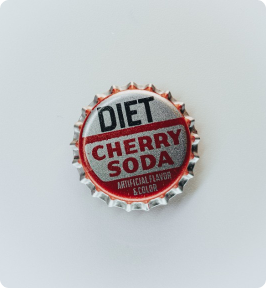 DIET
CHERRY
SODA
ARTIFICIAL FLAVOR
& COLOR